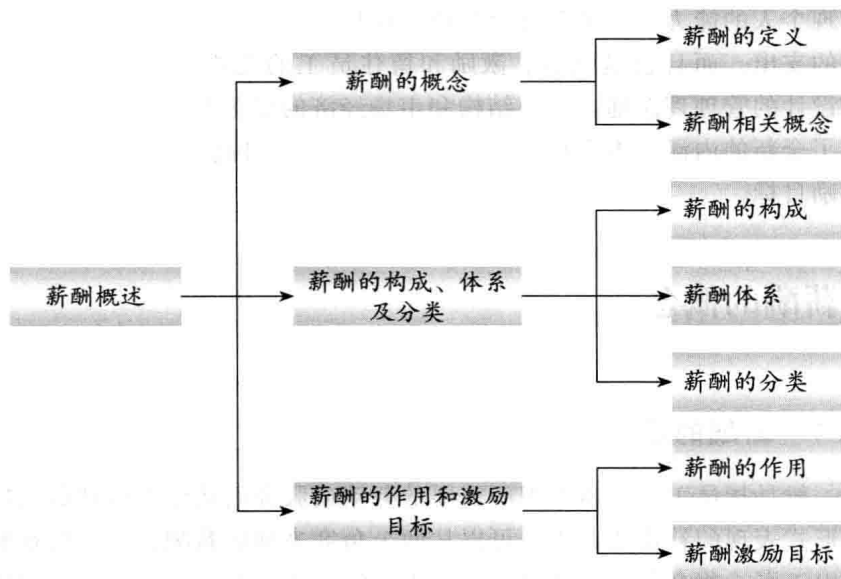 薪酬的定义
薪酬的概念
薪酬相关概念
薪酬的构成
薪酬概述
薪酬的构成、体系
及分类
薪酬体系
薪酬的分类
薪酬的作用
薪酬的作用和激励
目标
薪酬激励目标